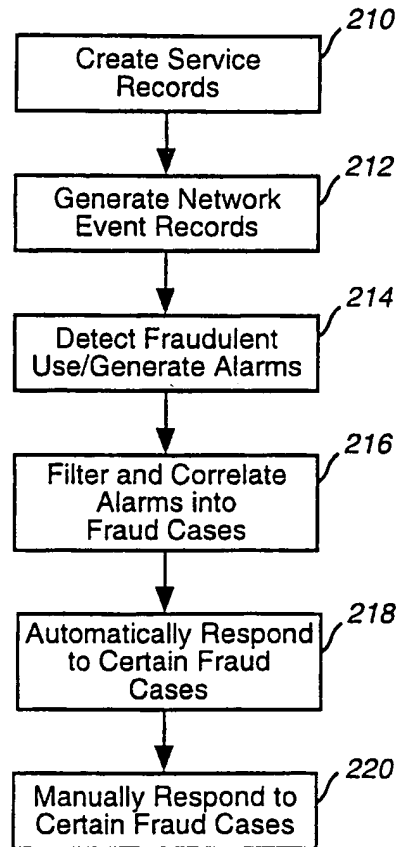 210
Create Service
Records
212
Generate Network
Event Records
214
Detect Fraudulent
Use/Generate Alarms
216
Filter and Correlate
Alarms into
Fraud Cases
218
Automatically Respond
to Certain Fraud
Cases
220
Manually Respond to
Certain Fraud Cases